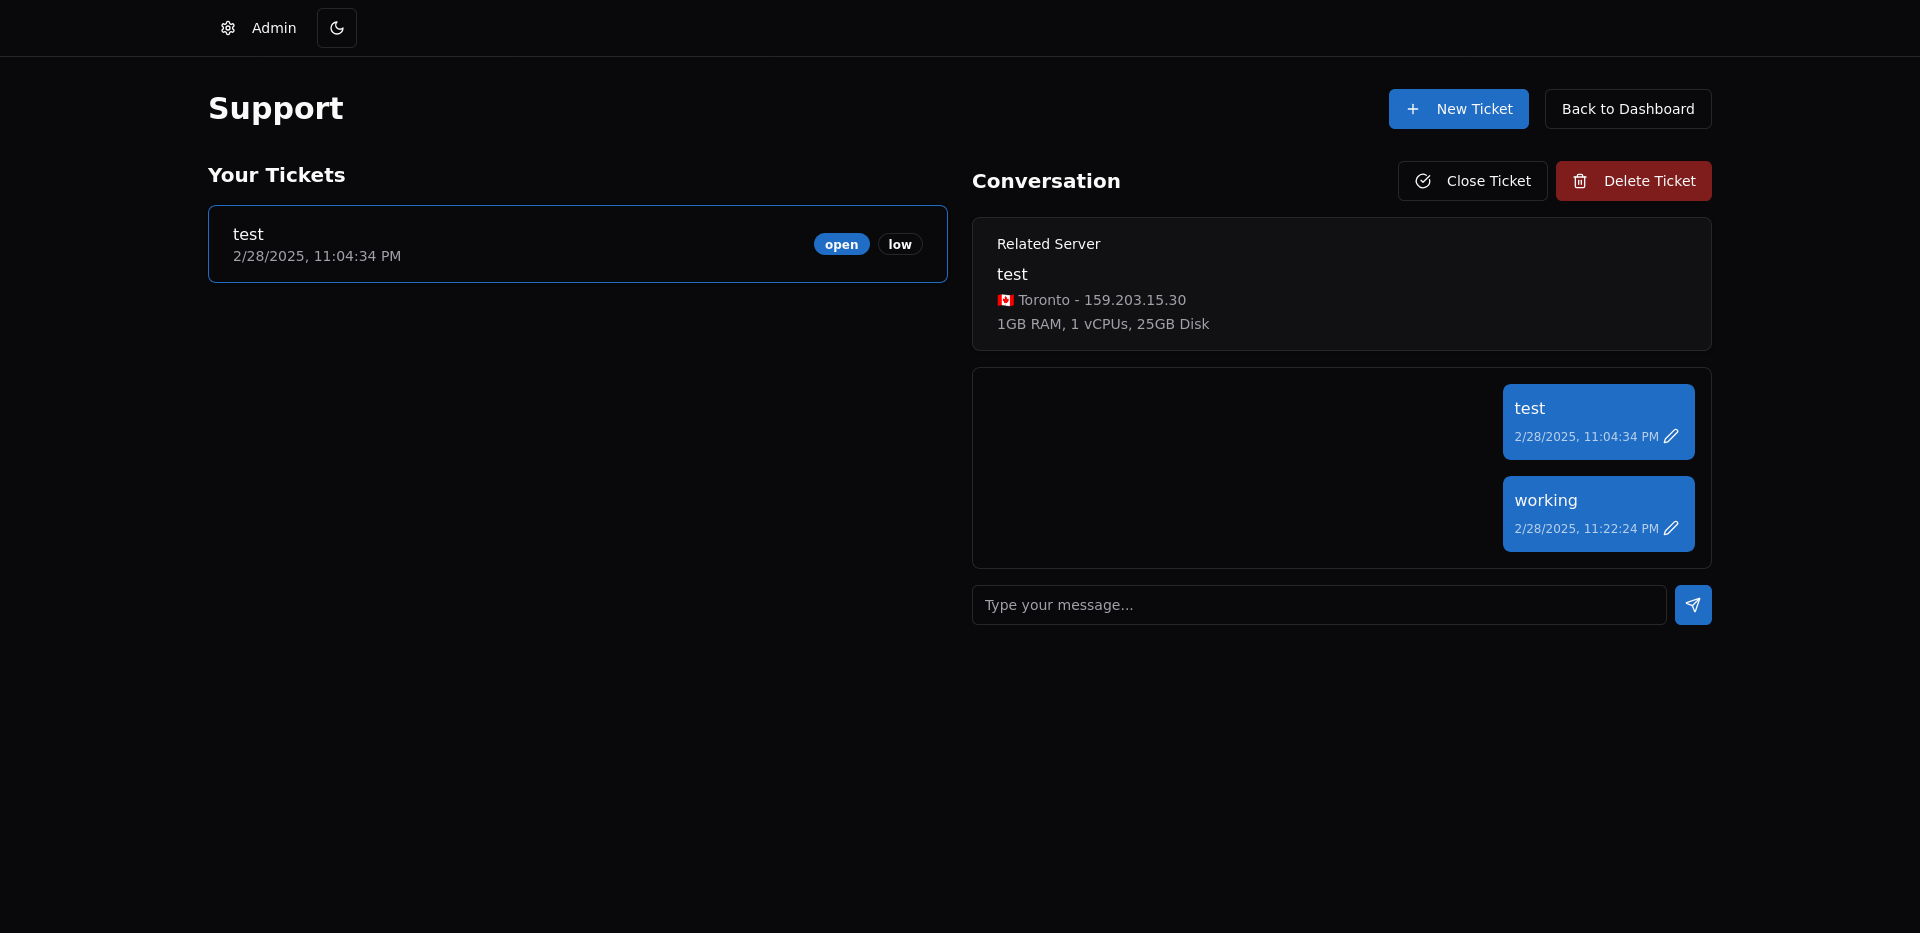 Admin
Support
New Ticket
Back to Dashboard
Your Tickets
test
2/28/2025, 11:04:34 PM
open
low
Conversation
Close Ticket
Delete Ticket
Related Server
test
🇨🇦 Toronto - 159.203.15.30
1GB RAM, 1 vCPUs, 25GB Disk
test
2/28/2025, 11:04:34 PM
working
2/28/2025, 11:22:24 PM
Type your message...